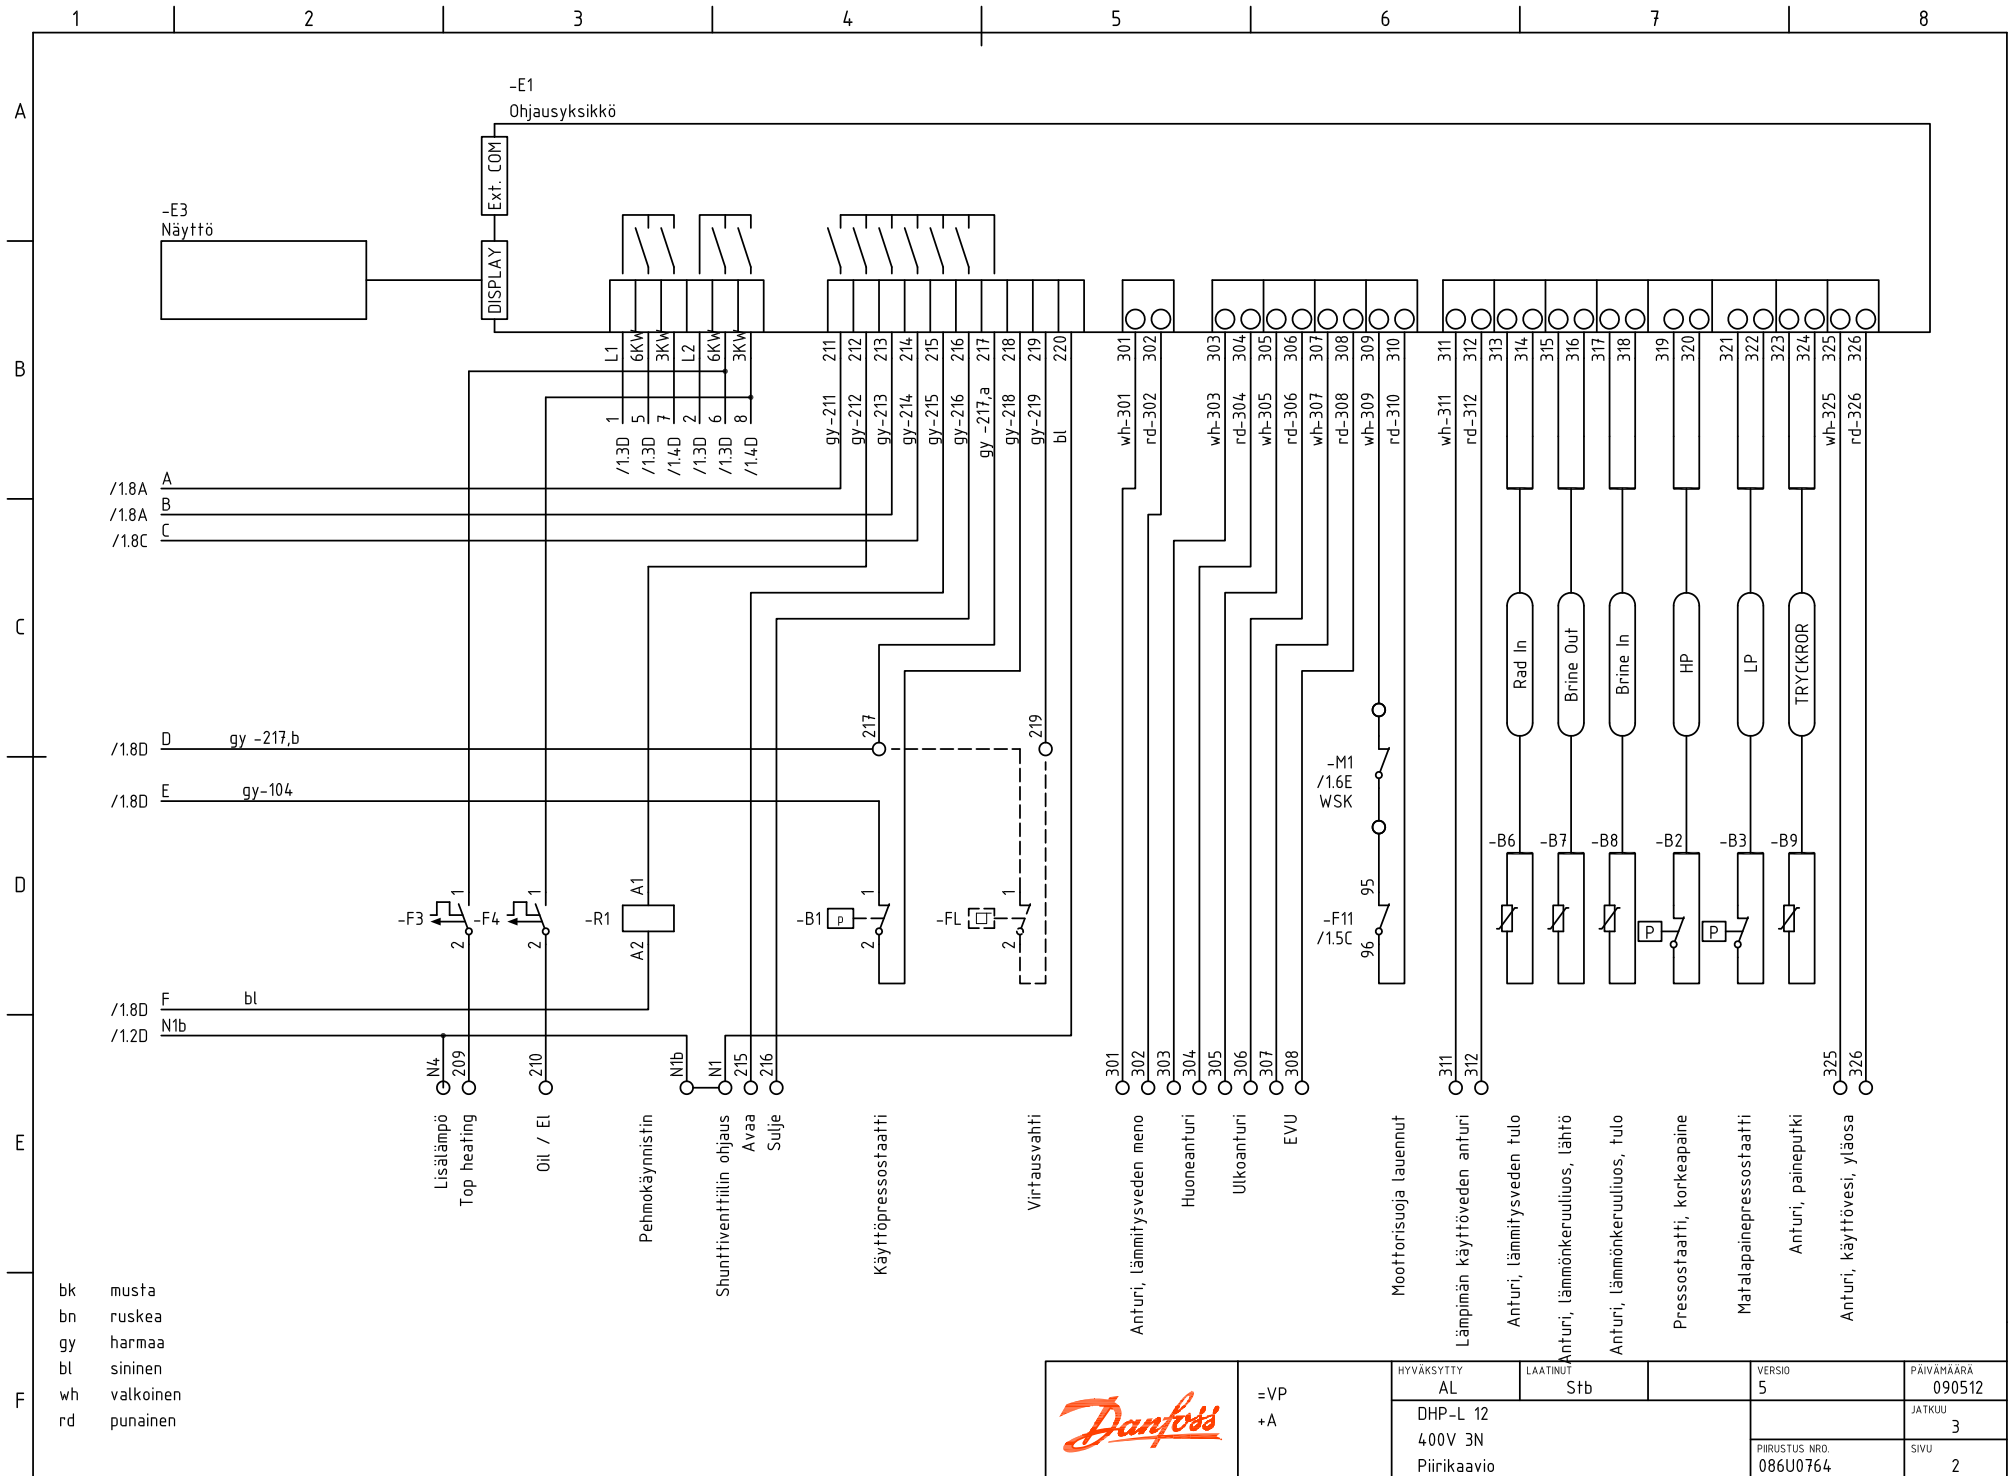 1 2 3 4 5 6 7 8
A
B
C
D
E
F
-E1
Ohjausyksikkö
Ext. COM
DISPLAY
-E3
Näyttö
L1 6KW 3KW L2 6KW 3KW
1 5 7 2 6 8
/1.3D /1.3D /1.4D /1.3D /1.3D /1.4D
211 212 213 214 215 216 217 218 219 220
gy-211 gy-212 gy-213 gy-214 gy-215 gy-216 gy -217,a gy-218 gy-219 bl
301 302
wh-301 rd-302
303 304 305 306 307 308 309 310
wh-303 rd-304 wh-305 rd-306 wh-307 rd-308 wh-309 rd-310
311 312 313 314 315 316 317 318 319 320 321 322 323 324 325 326
wh-311 rd-312 wh-325 rd-326
/1.8A A
/1.8A B
/1.8C C
Rad In
Brine Out
Brine In
HP
LP
TRYCKROR
/1.8D D gy -217,b
217 219
/1.8D E gy-104
-M1
/1.6E
WSK
-B6 -B7 -B8 -B2 -B3 -B9
-F3 1 2
-F4 1 2
-R1 A1 A2
-B1 p 1 2
-FL 1 2
-F11
/1.5C
95 96
P P
/1.8D F bl
/1.2D N1b
N4 209 210 N1b N1 215 216
301 302 303 304 305 306 307 308
311 312 325 326
Lisälämpö
Top heating
Oil / El
Pehmokäynnistin
Shunttiventtiilin ohjaus
Avaa
Sulje
Käyttöpressostaatti
Virtausvahti
Anturi, lämmitysveden meno
Huoneanturi
Ulkoanturi
EVU
Moottorisuoja lauennut
Lämpimän käyttöveden anturi
Anturi, lämmitysveden tulo
Anturi, lämmönkeruuliuos, lähtö
Anturi, lämmönkeruuliuos, tulo
Pressostaatti, korkeapaine
Matalapainepressostaatti
Anturi, paineputki
Anturi, käyttövesi, yläosa
bk musta
bn ruskea
gy harmaa
bl sininen
wh valkoinen
rd punainen
Danfoss
=VP
+A
HYVÄKSYTTY
AL
LAATINUT
Stb
VERSIO
5
PÄIVÄMÄÄRÄ
090512
DHP-L 12
400V 3N
Piirikaavio
JATKUU
3
PIIRUSTUS NRO.
086U0764
SIVU
2